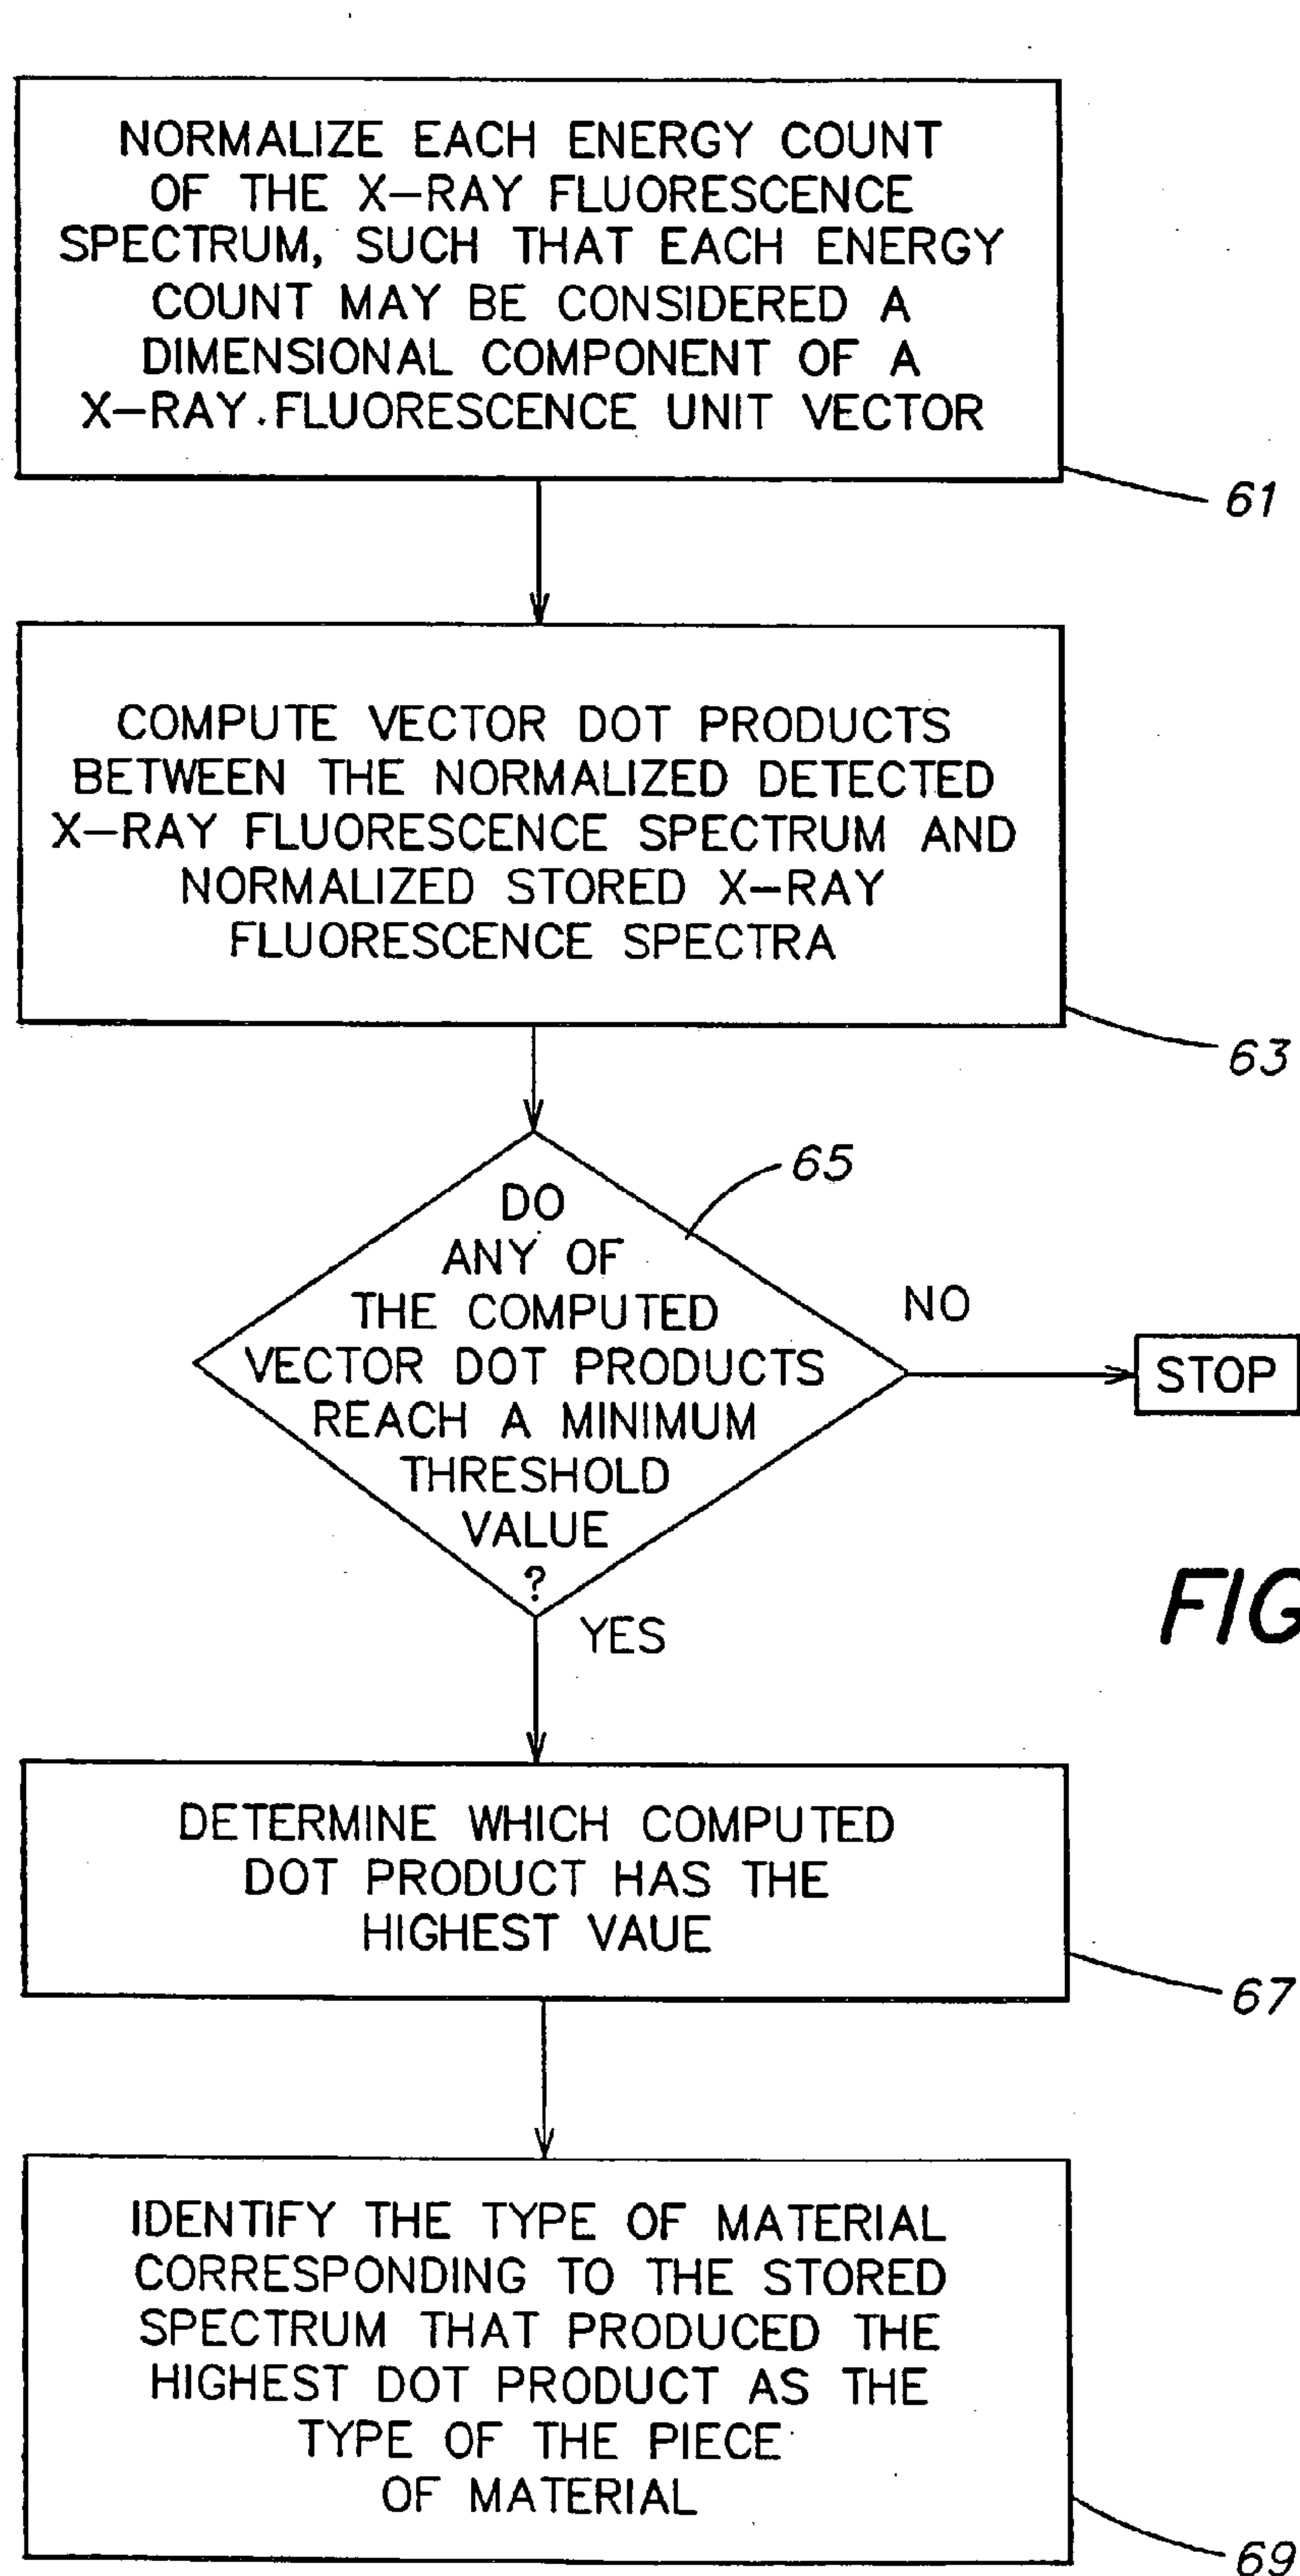 NORMALIZE EACH ENERGY COUNT
OF THE X-RAY FLUORESCENCE
SPECTRUM, SUCH THAT EACH ENERGY
COUNT MAY BE CONSIDERED A
DIMENSIONAL COMPONENT OF A
X-RAY FLUORESCENCE UNIT VECTOR
61
COMPUTE VECTOR DOT PRODUCTS
BETWEEN THE NORMALIZED DETECTED
X-RAY FLUORESCENCE SPECTRUM AND
NORMALIZED STORED X-RAY
FLUORESCENCE SPECTRA
63
65
DO
ANY OF
THE COMPUTED
VECTOR DOT PRODUCTS
REACH A MINIMUM
THRESHOLD
VALUE
?
NO
STOP
YES
FIG
DETERMINE WHICH COMPUTED
DOT PRODUCT HAS THE
HIGHEST VAUE
67
IDENTIFY THE TYPE OF MATERIAL
CORRESPONDING TO THE STORED
SPECTRUM THAT PRODUCED THE
HIGHEST DOT PRODUCT AS THE
TYPE OF THE PIECE
OF MATERIAL
69